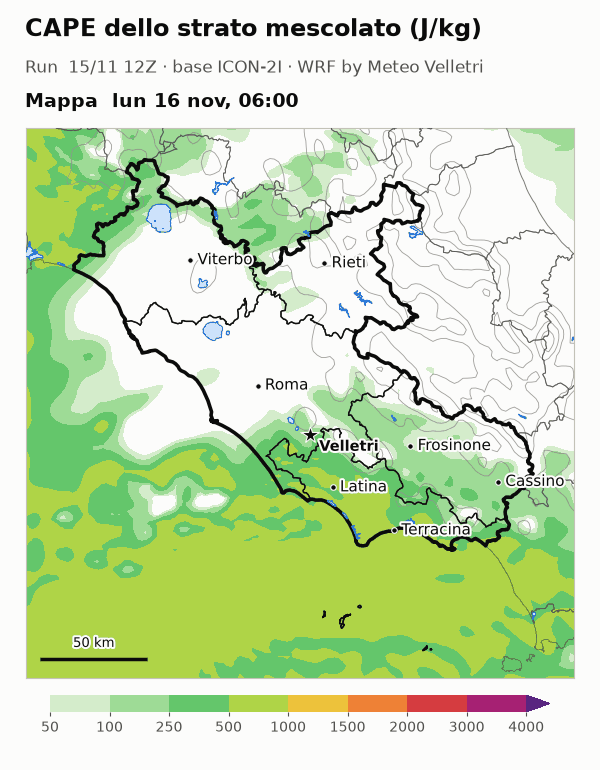 CAPE dello strato mescolato (J/kg)
Run  15/11 12Z · base ICON-2I · WRF by Meteo Velletri
Mappa  lun 16 nov, 06:00
Viterbo
Rieti
Roma
Velletri
Frosinone
Latina
Cassino
Terracina
50 km
50 100 250 500 1000 1500 2000 3000 4000